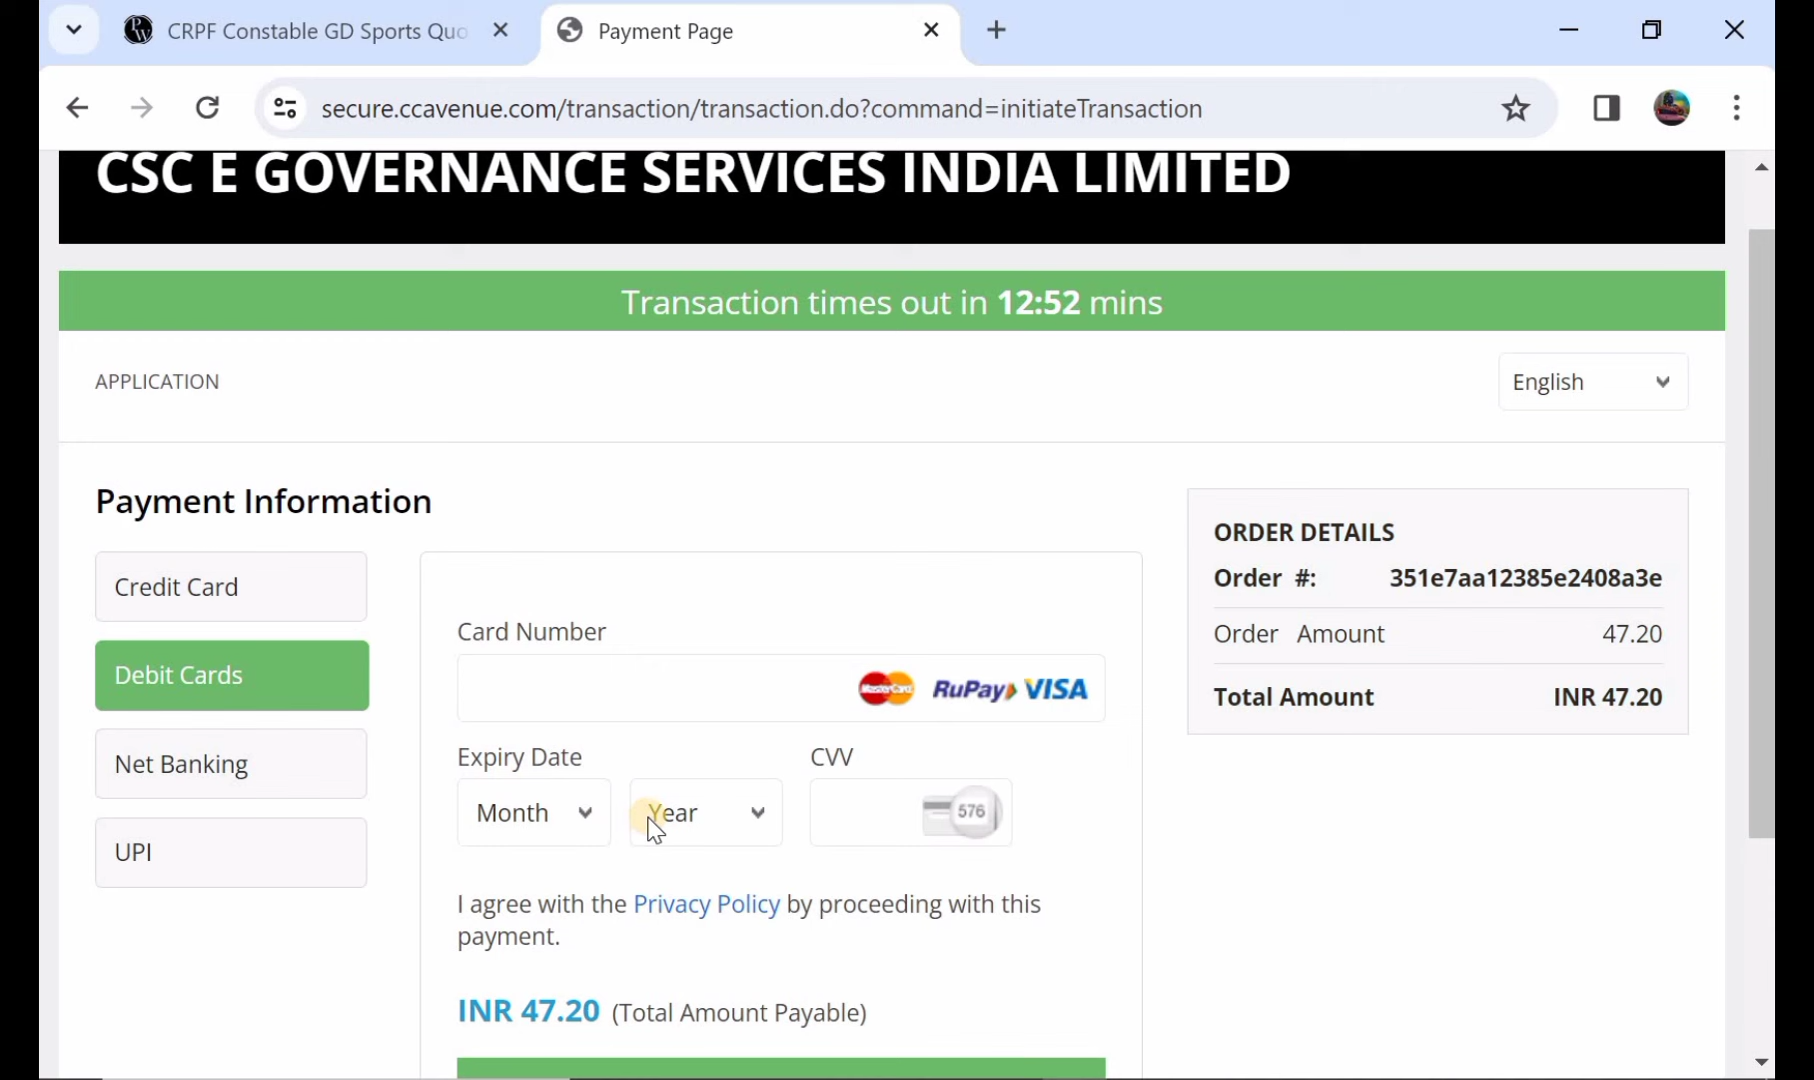 CRPF Constable GD Sports Quo
Payment Page
secure.ccavenue.com/transaction/transaction.do?command=initiateTransaction
CSC E GOVERNANCE SERVICES INDIA LIMITED
Transaction times out in 12:52 mins
APPLICATION
English
Payment Information
Credit Card
Debit Cards
Net Banking
UPI
Card Number
MasterCard RuPay VISA
Expiry Date
CVV
Month
Year
576
I agree with the Privacy Policy by proceeding with this
payment.
INR 47.20 (Total Amount Payable)
ORDER DETAILS
Order #: 351e7aa12385e2408a3e
Order Amount 47.20
Total Amount INR 47.20